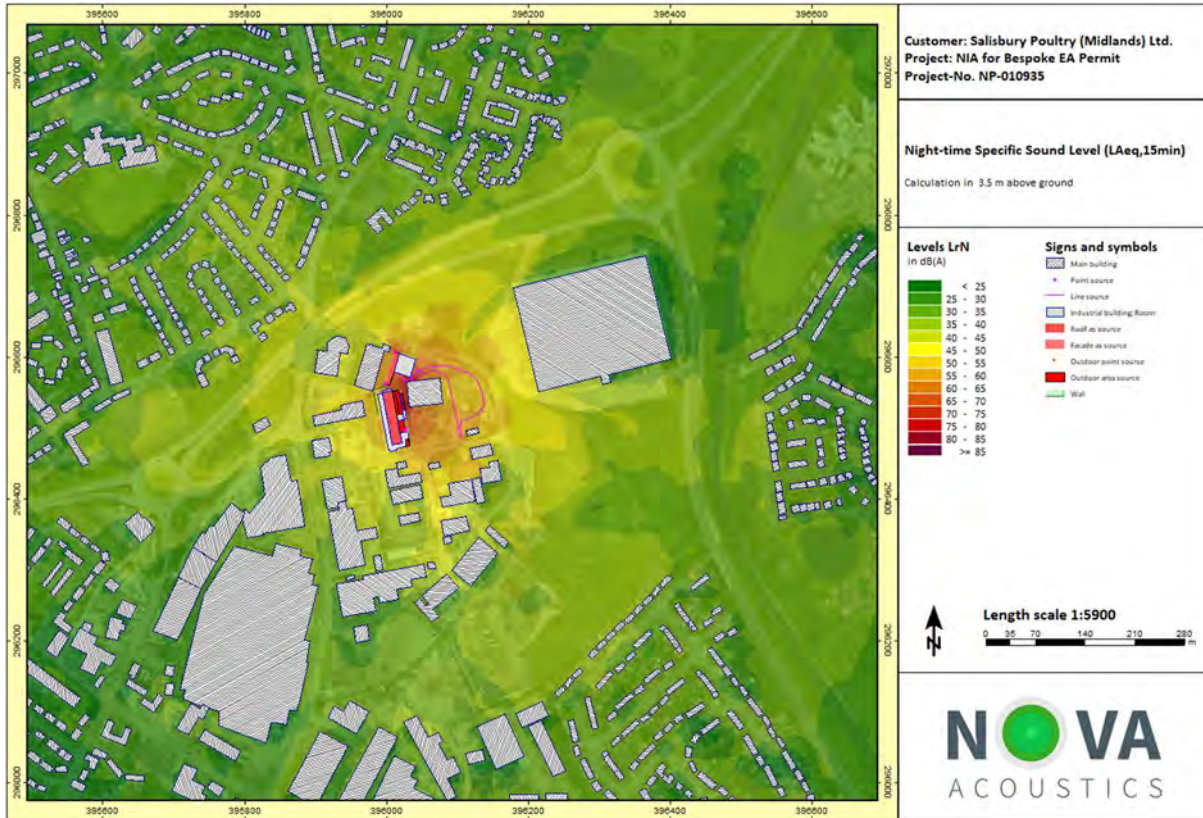 395600 395800 396000 396200 396400 396600
297000
296800
296600
296400
296200
296000
297000
296800
296600
296400
296200
296000
395600 395800 396000 396200 396400 396600
Customer: Salisbury Poultry (Midlands) Ltd.
Project: NIA for Bespoke EA Permit
Project-No. NP-010935
Night-time Specific Sound Level (LAeq,15min)
Calculation in 3.5 m above ground
Levels LrN
in dB(A)
< 25
25 - 30
30 - 35
35 - 40
40 - 45
45 - 50
50 - 55
55 - 60
60 - 65
65 - 70
70 - 75
75 - 80
80 - 85
>= 85
Signs and symbols
Main building
Point source
Line source
Industrial building; Room
Roof as source
Facade as source
Outdoor point source
Outdoor area source
Wall
N
Length scale 1:5900
0 35 70 140 210 280
m
NOVA
ACOUSTICS